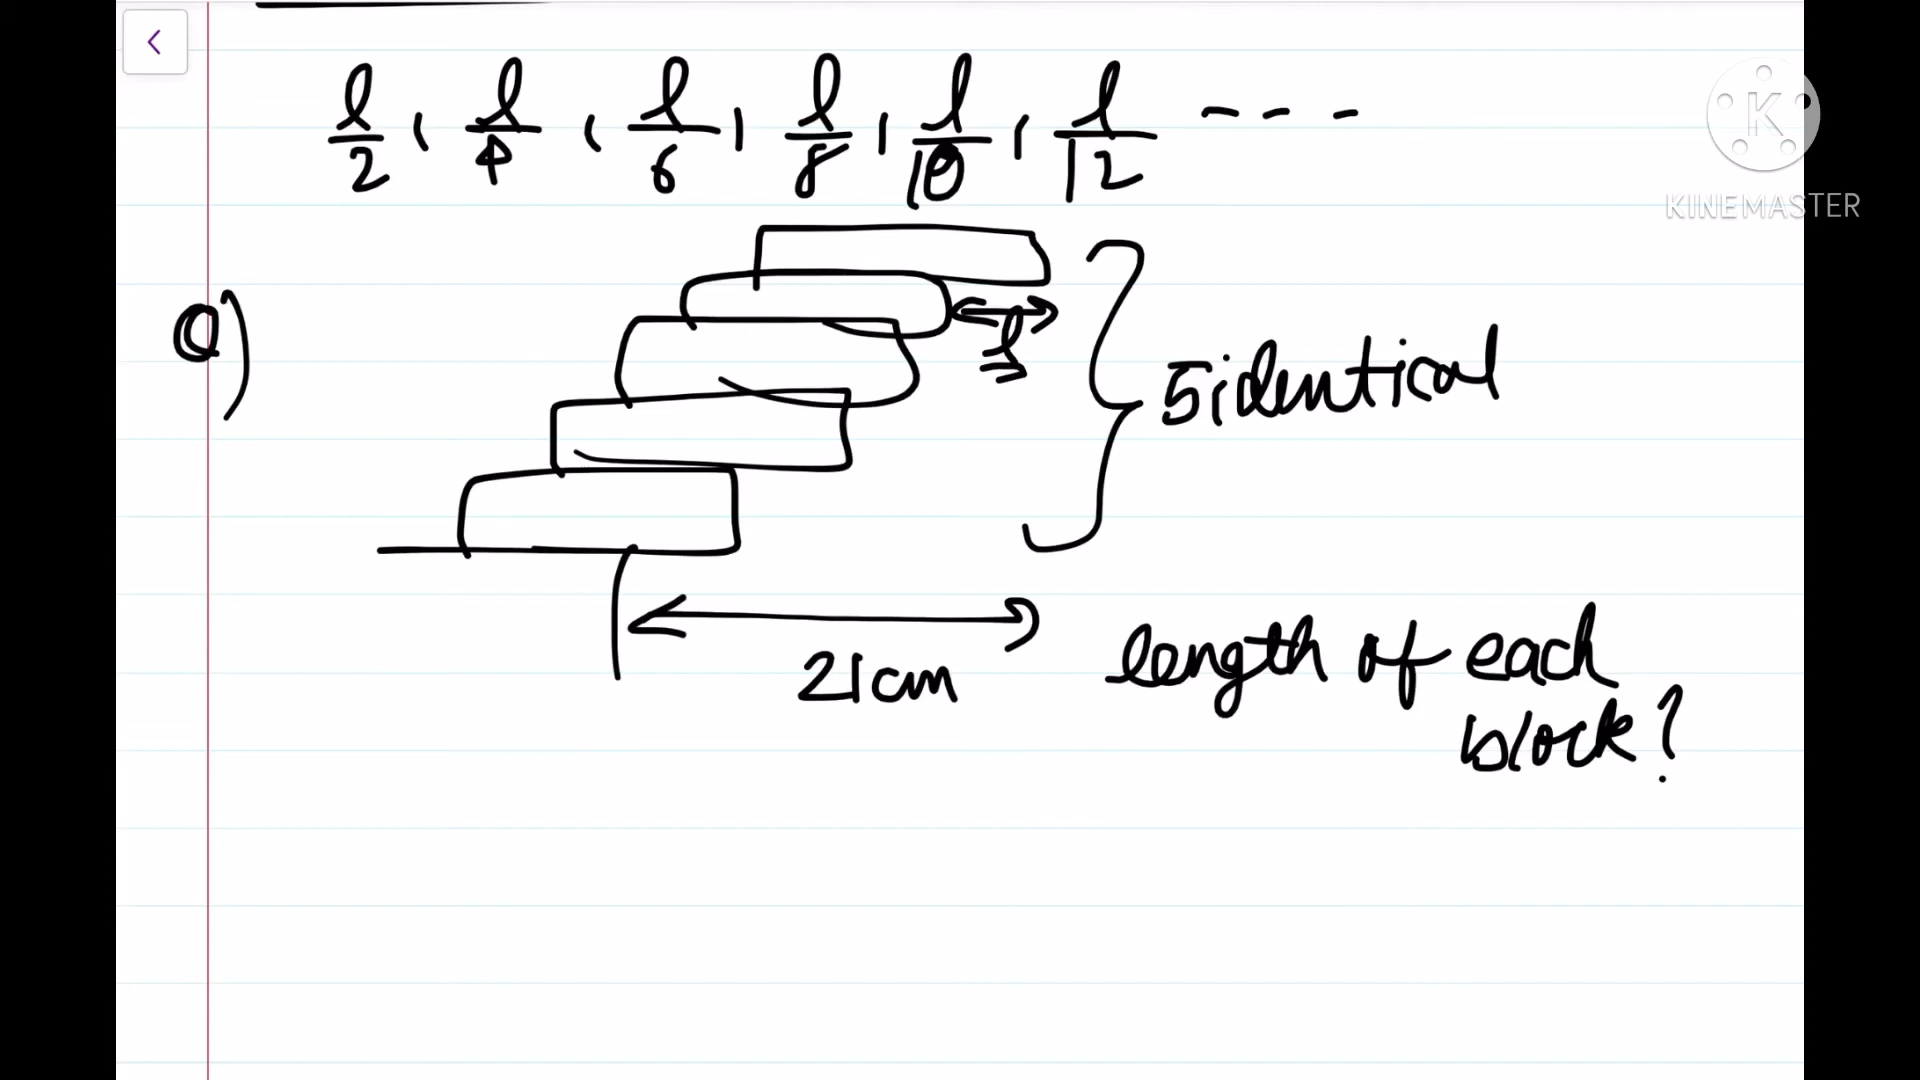 l/2, l/4, l/6, l/8, l/10, l/12 ---
K
KINEMASTER
Q)
l
5 identical
21cm
length of each
block?